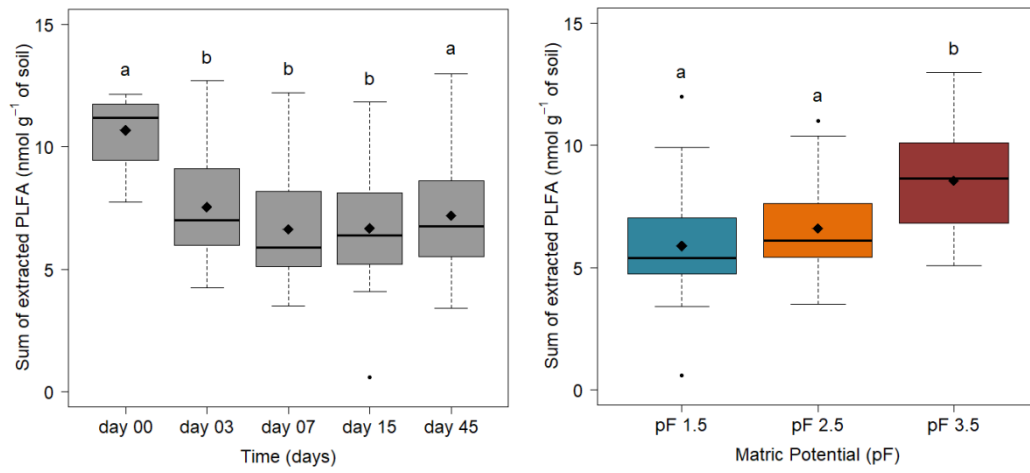 Sum of extracted PLFA (nmol g⁻¹ of soil)
15
10
5
0
a
b
b
b
a
day 00
day 03
day 07
day 15
day 45
Time (days)
Sum of extracted PLFA (nmol g⁻¹ of soil)
15
10
5
0
a
a
b
pF 1.5
pF 2.5
pF 3.5
Matric Potential (pF)